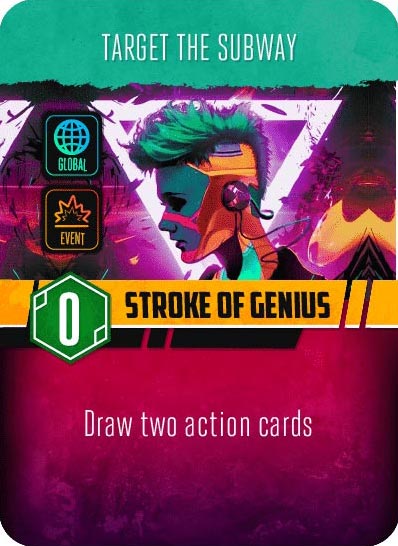 TARGET THE SUBWAY
GLOBAL
EVENT
0
STROKE OF GENIUS
Draw two action cards